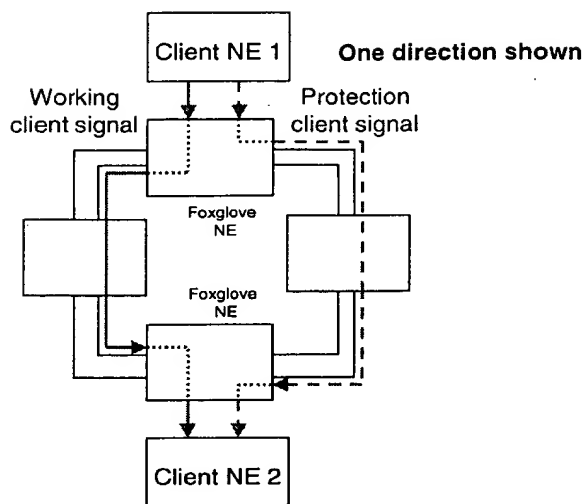 Client NE 1
One direction shown
Working
client signal
Protection
client signal
Foxglove
NE
Foxglove
NE
Client NE 2